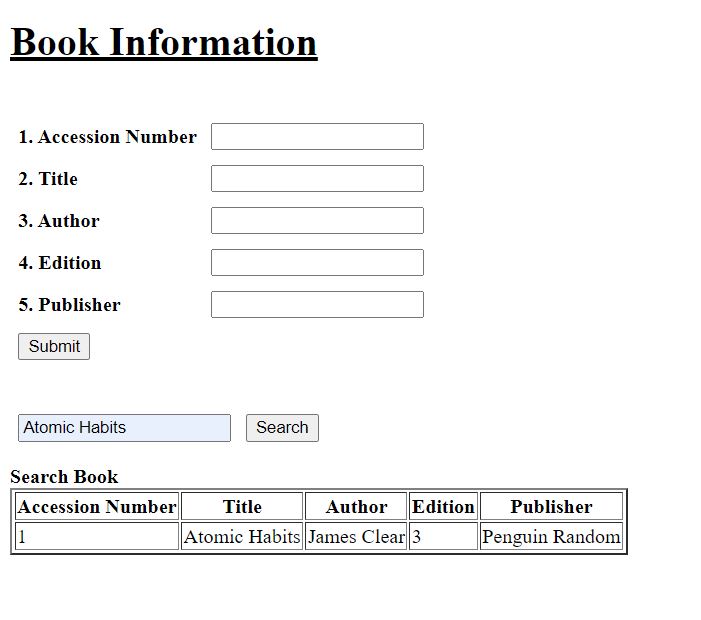 Book Information
1. Accession Number
2. Title
3. Author
4. Edition
5. Publisher
Submit
Atomic Habits Search
Search Book
Accession Number Title Author Edition Publisher
1 Atomic Habits James Clear 3 Penguin Random